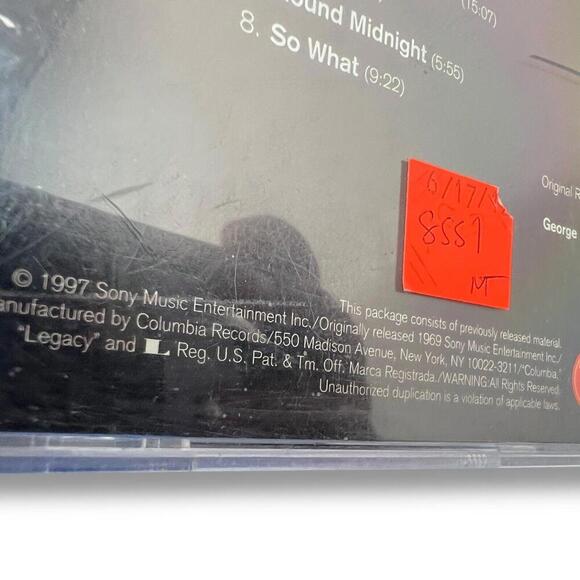 (15:07)
ound Midnight (5:55)
8. So What (9:22)
6/17/
8559
NT
Original R
George
© 1997 Sony Music Entertainment Inc./Originally released 1969 Sony Music Entertainment Inc./
This package consists of previously released material.
anufactured by Columbia Records/550 Madison Avenue, New York, NY 10022-3211/"Columbia,"
"Legacy" and L Reg. U.S. Pat. & Tm. Off. Marca Registrada./WARNING: All Rights Reserved.
Unauthorized duplication is a violation of applicable laws.